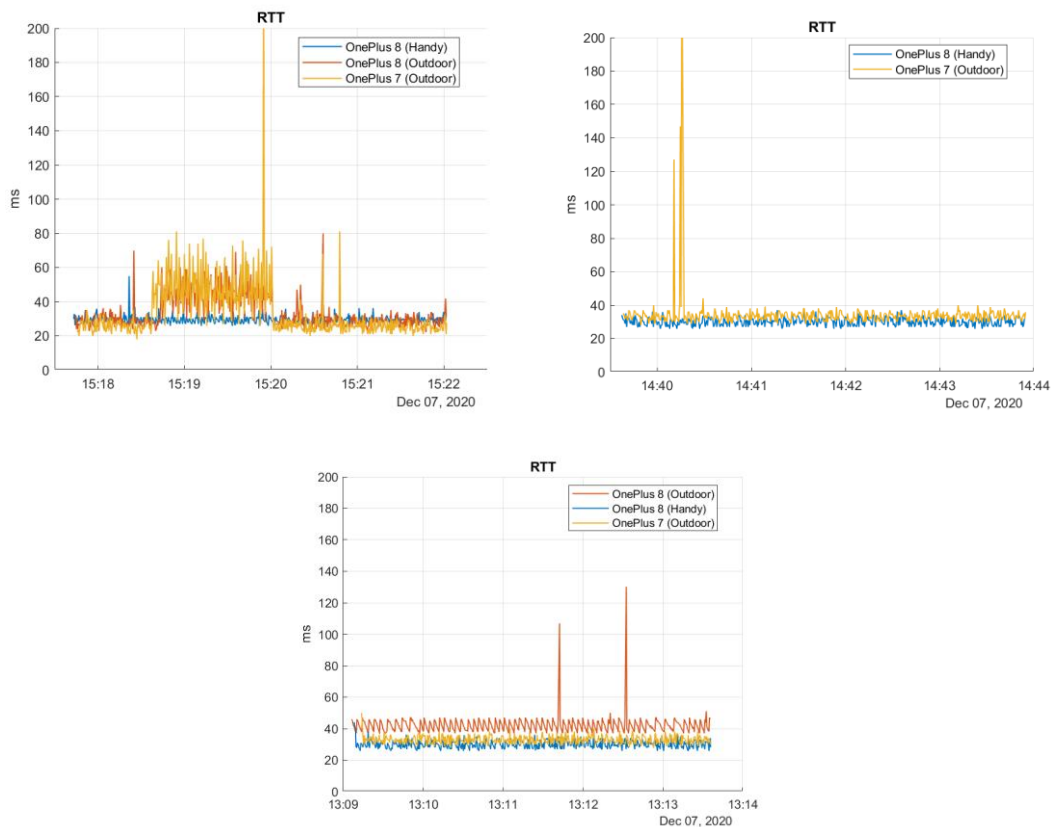 RTT
200
180
160
140
120
100
80
60
40
20
0
ms
OnePlus 8 (Handy)
OnePlus 8 (Outdoor)
OnePlus 7 (Outdoor)
15:18 15:19 15:20 15:21 15:22
Dec 07, 2020
RTT
200
180
160
140
120
100
80
60
40
20
0
ms
OnePlus 8 (Handy)
OnePlus 7 (Outdoor)
14:40 14:41 14:42 14:43 14:44
Dec 07, 2020
RTT
200
180
160
140
120
100
80
60
40
20
0
ms
OnePlus 8 (Outdoor)
OnePlus 8 (Handy)
OnePlus 7 (Outdoor)
13:09 13:10 13:11 13:12 13:13 13:14
Dec 07, 2020